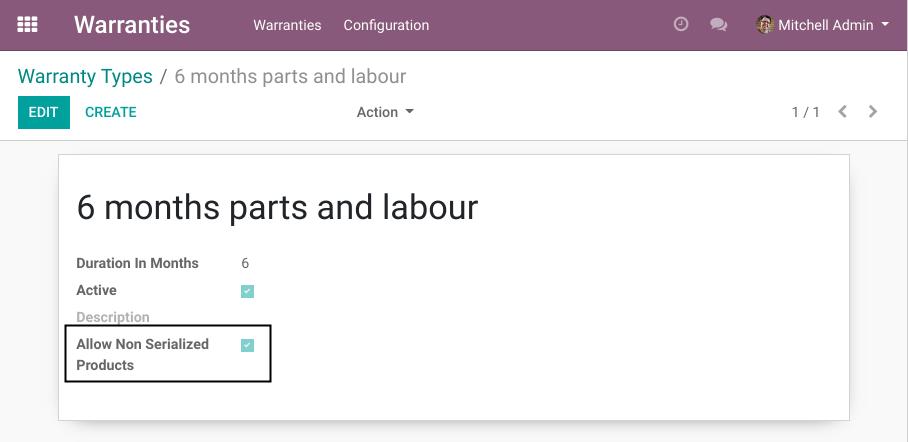 Warranties Warranties Configuration Mitchell Admin
Warranty Types / 6 months parts and labour
EDIT CREATE Action 1 / 1
6 months parts and labour
Duration In Months 6
Active
Description
Allow Non Serialized
Products